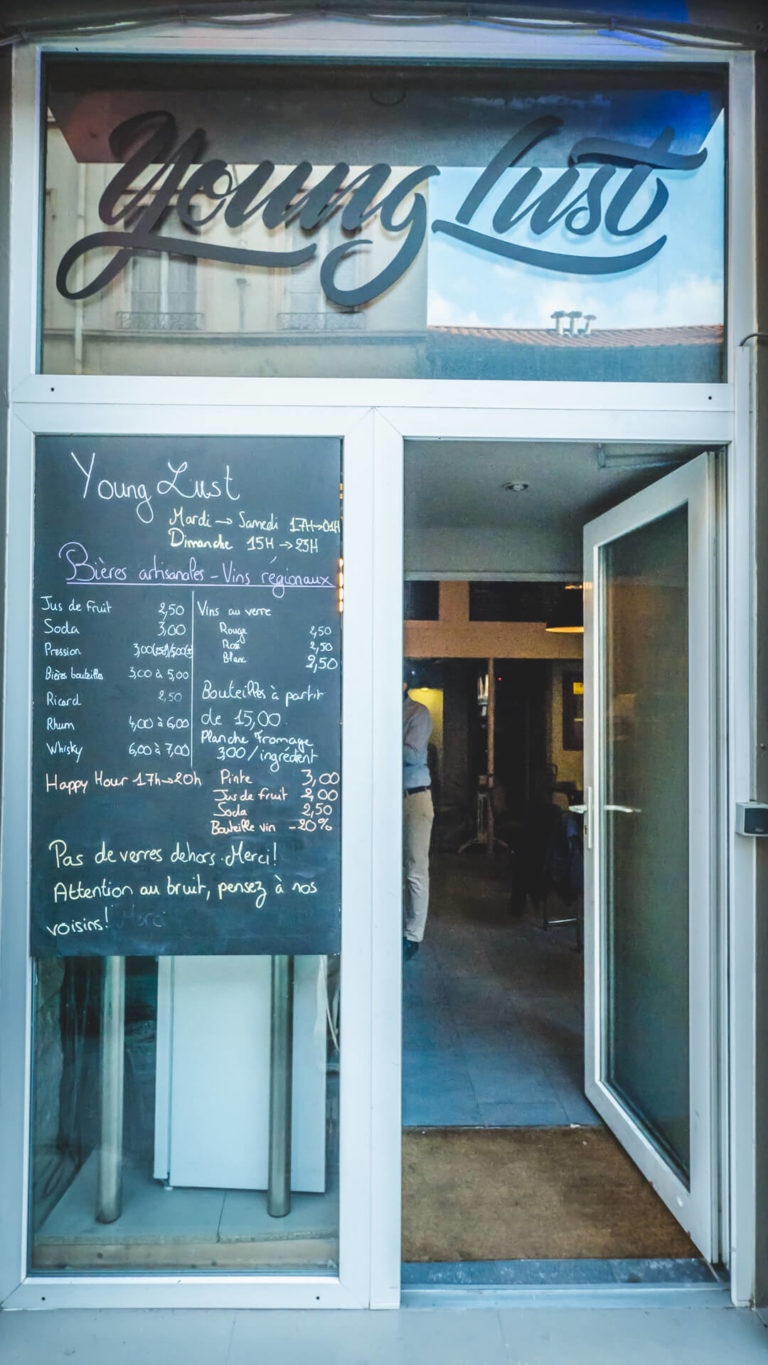 Young Lust
Young Lust
Mardi → Samedi 17H→01H
Dimanche 15H → 23H
Bières artisanales - Vins régionaux
Jus de fruit 2,50
Soda 3,00
Pression
Bières bouteilles 3,00 à 5,00
Ricard 2,50
Rhum 4,00 à 6,00
Whisky 6,00 à 7,00
Vins au verre
Rouge 2,50
Rosé 2,50
Blanc 2,50
Bouteilles à partir
de 15,00
Planche Fromage
3,00/ingrédient
Happy Hour 17h→20h
Pinte 3,00
Jus de fruit 2,00
Soda 2,50
Bouteille vin -20%
Pas de verres dehors. Merci!
Attention au bruit, pensez à nos
voisins! Merci